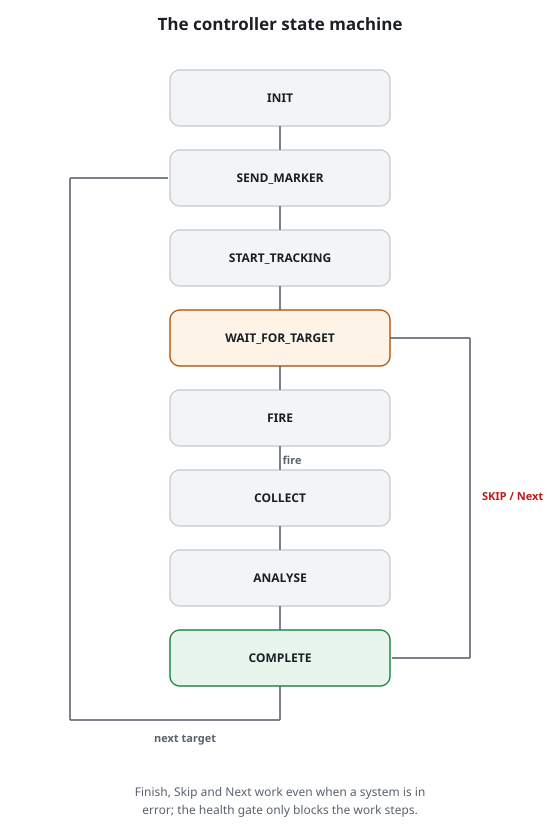 The controller state machine
INIT
SEND_MARKER
START_TRACKING
WAIT_FOR_TARGET
FIRE
fire
COLLECT
SKIP / Next
ANALYSE
COMPLETE
next target
Finish, Skip and Next work even when a system is in
error; the health gate only blocks the work steps.